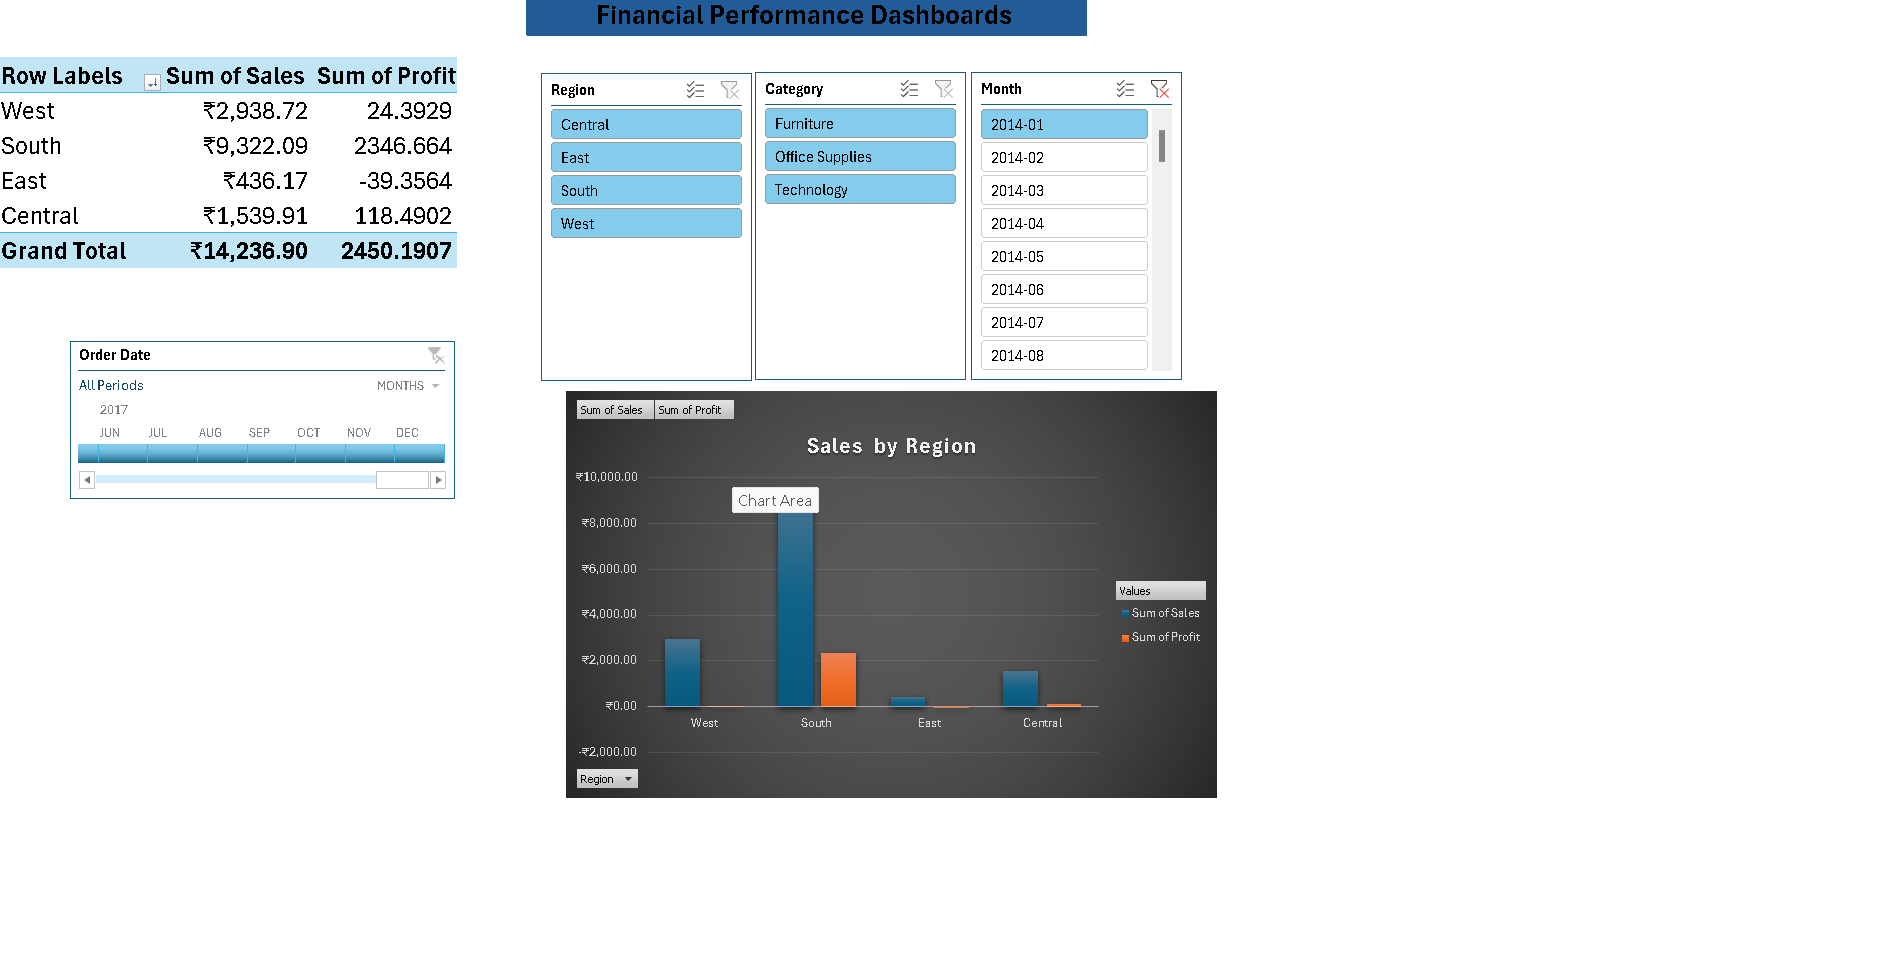 Financial Performance Dashboards
Row Labels Sum of Sales Sum of Profit
West ₹2,938.72 24.3929
South ₹9,322.09 2346.664
East ₹436.17 -39.3564
Central ₹1,539.91 118.4902
Grand Total ₹14,236.90 2450.1907
Order Date
All Periods MONTHS
2017
JUN JUL AUG SEP OCT NOV DEC
Region
Central
East
South
West
Category
Furniture
Office Supplies
Technology
Month
2014-01
2014-02
2014-03
2014-04
2014-05
2014-06
2014-07
2014-08
Sum of Sales Sum of Profit
Sales by Region
₹10,000.00
Chart Area
₹8,000.00
₹6,000.00
₹4,000.00
₹2,000.00
₹0.00
-₹2,000.00
West South East Central
Values
Sum of Sales
Sum of Profit
Region